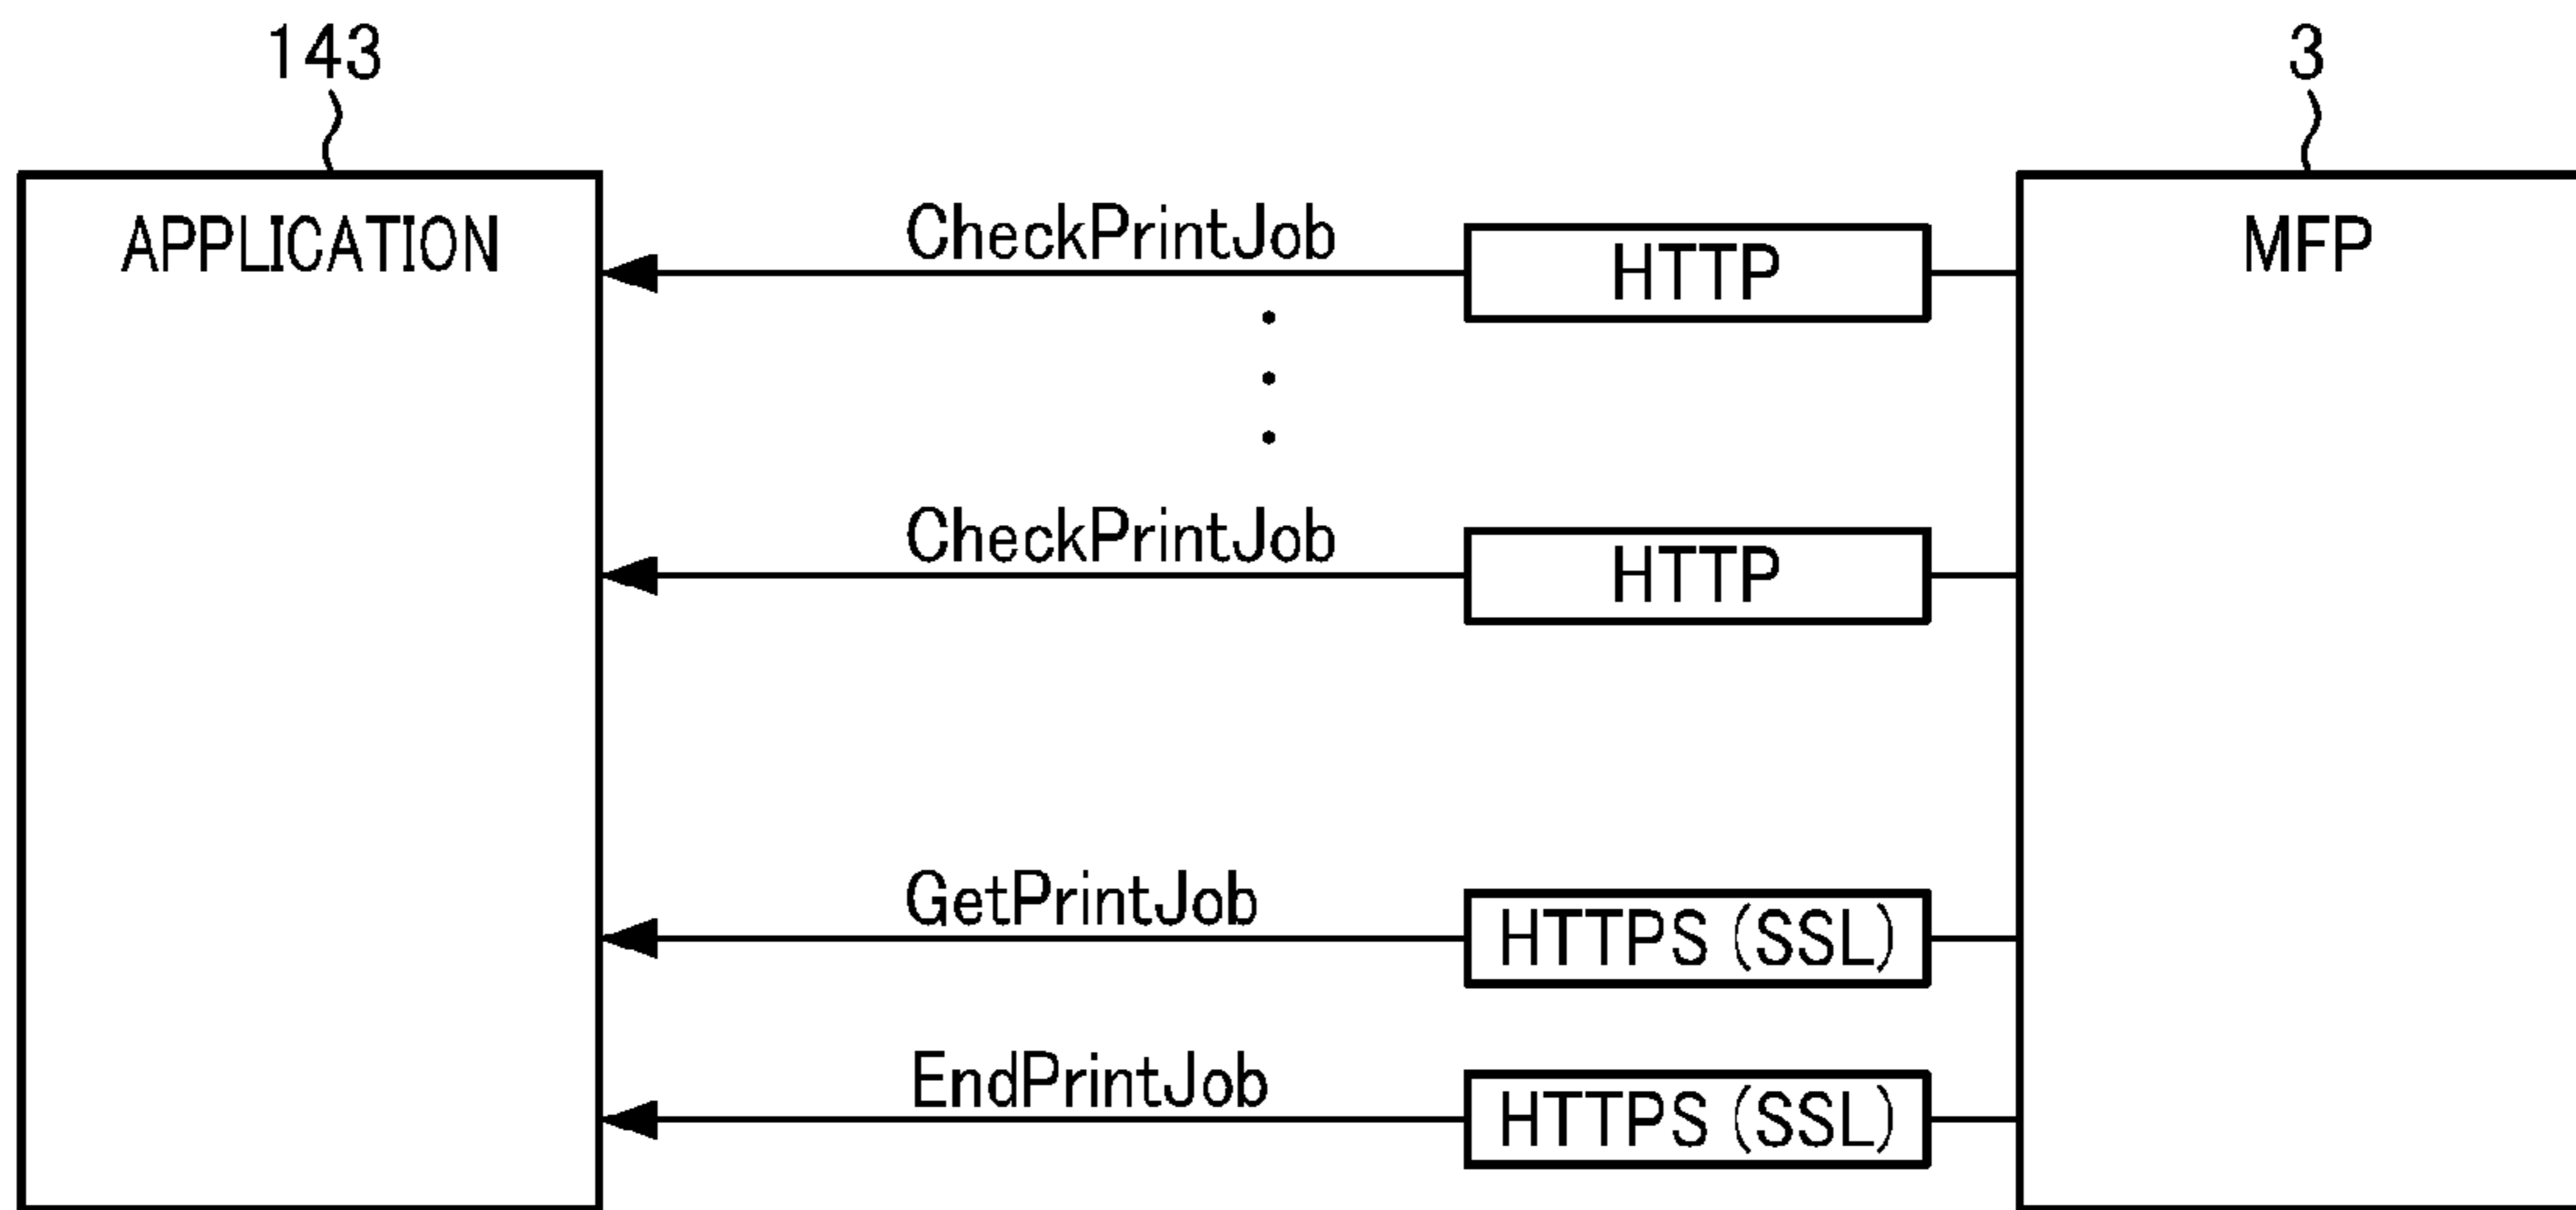 143
3
APPLICATION
MFP
CheckPrintJob
HTTP
CheckPrintJob
HTTP
GetPrintJob
HTTPS (SSL)
EndPrintJob
HTTPS (SSL)